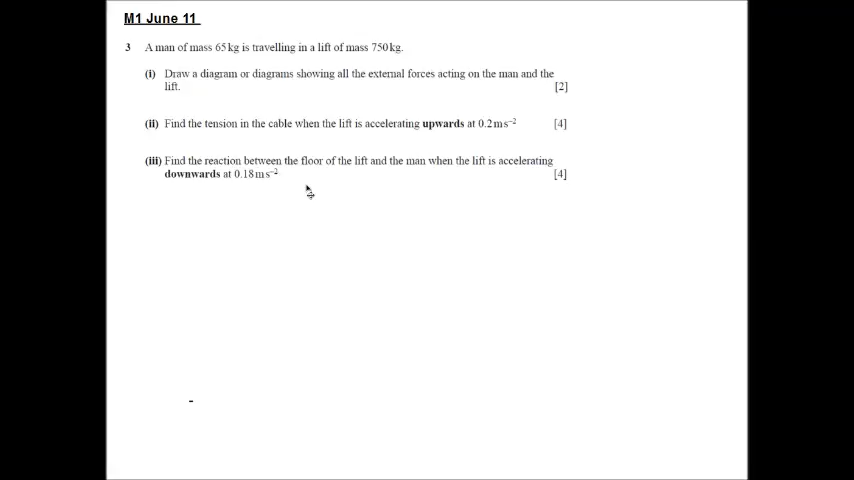 M1 June 11
3 A man of mass 65 kg is travelling in a lift of mass 750 kg.
(i) Draw a diagram or diagrams showing all the external forces acting on the man and the
lift. [2]
(ii) Find the tension in the cable when the lift is accelerating upwards at 0.2 m s⁻² [4]
(iii) Find the reaction between the floor of the lift and the man when the lift is accelerating
downwards at 0.18 m s⁻² [4]
-